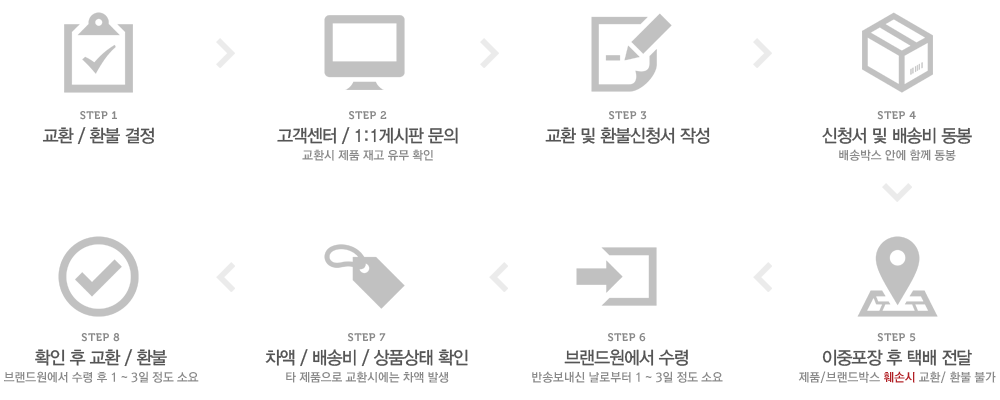 STEP 1
교환 / 환불 결정
STEP 2
고객센터 / 1:1게시판 문의
교환시 제품 재고 유무 확인
STEP 3
교환 및 환불신청서 작성
STEP 4
신청서 및 배송비 동봉
배송박스 안에 함께 동봉
STEP 5
이중포장 후 택배 전달
제품/브랜드박스 훼손시 교환/ 환불 불가
STEP 6
브랜드원에서 수령
반송보내신 날로부터 1 ~ 3일 정도 소요
STEP 7
차액 / 배송비 / 상품상태 확인
타 제품으로 교환시에는 차액 발생
STEP 8
확인 후 교환 / 환불
브랜드원에서 수령 후 1 ~ 3일 정도 소요